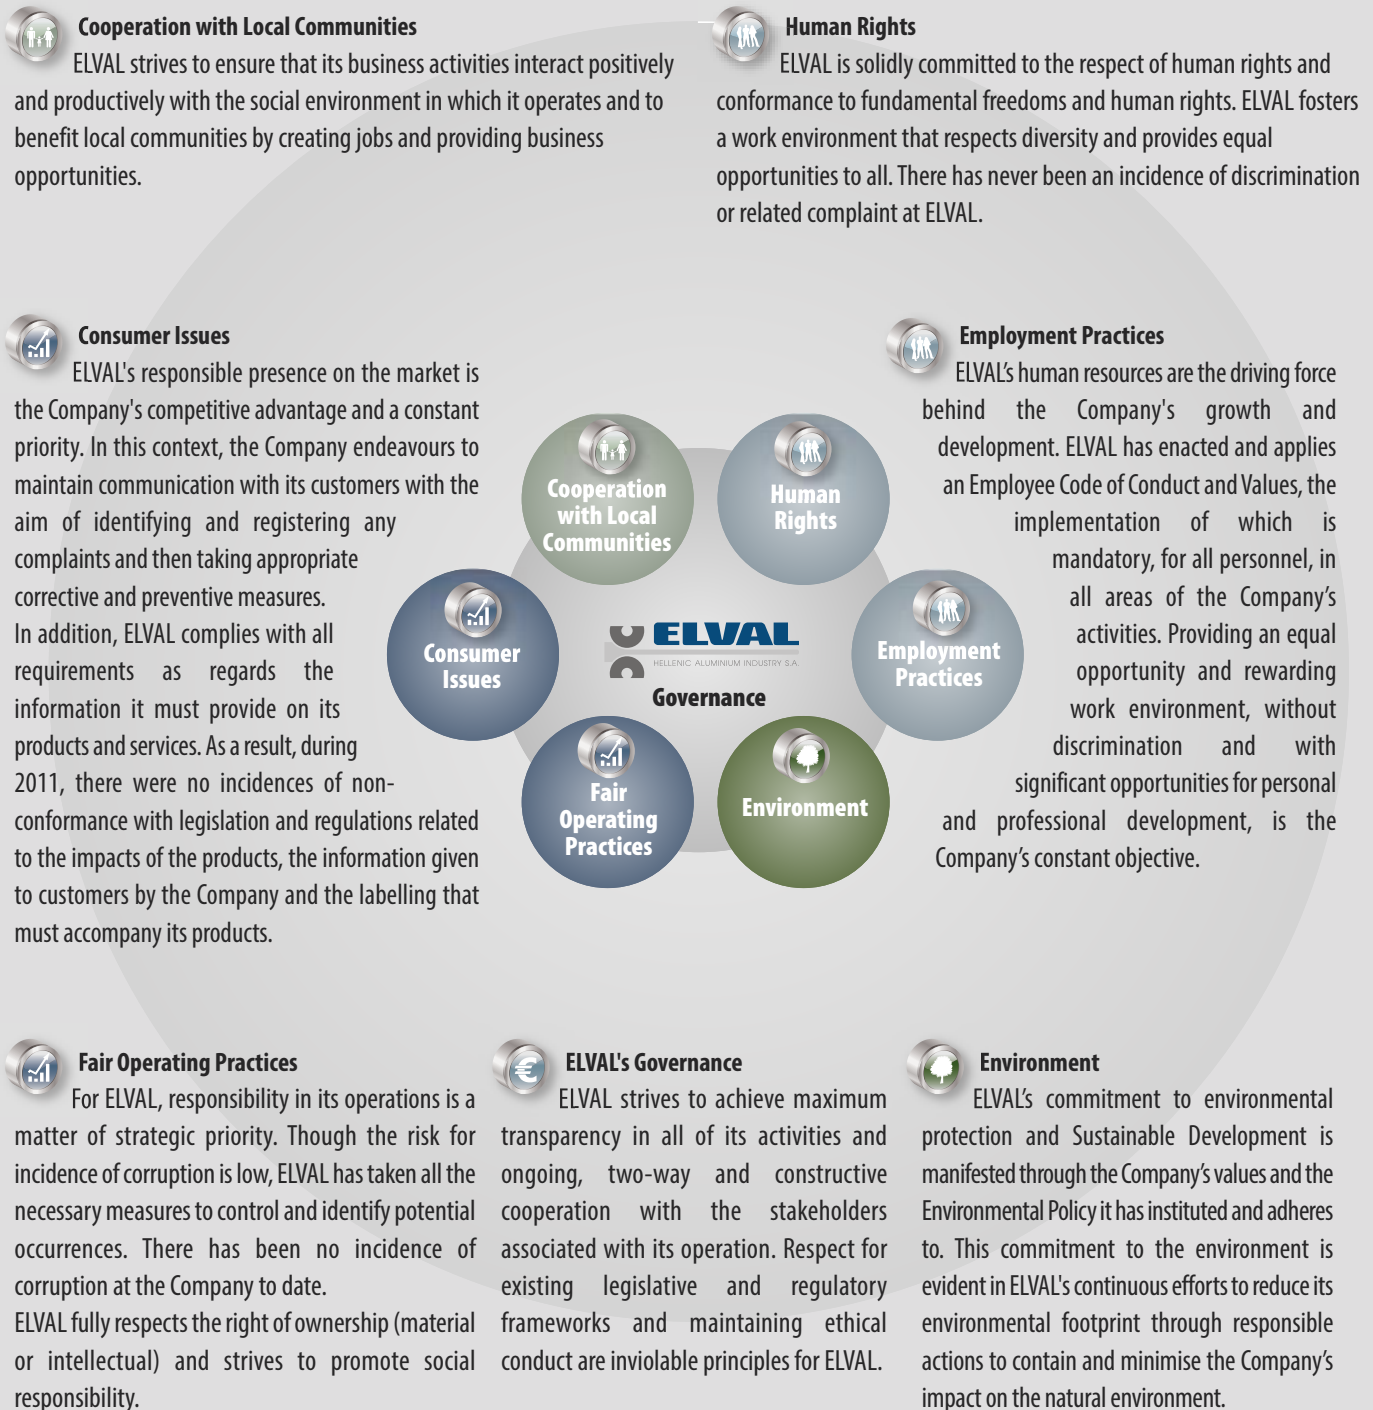 Cooperation with Local Communities
ELVAL strives to ensure that its business activities interact positively
and productively with the social environment in which it operates and to
benefit local communities by creating jobs and providing business
opportunities.
Human Rights
ELVAL is solidly committed to the respect of human rights and
conformance to fundamental freedoms and human rights. ELVAL fosters
a work environment that respects diversity and provides equal
opportunities to all. There has never been an incidence of discrimination
or related complaint at ELVAL.
Consumer Issues
ELVAL's responsible presence on the market is
the Company's competitive advantage and a constant
priority. In this context, the Company endeavours to
maintain communication with its customers with the
aim of identifying and registering any
complaints and then taking appropriate
corrective and preventive measures.
In addition, ELVAL complies with all
requirements as regards the
information it must provide on its
products and services. As a result, during
2011, there were no incidences of non-
conformance with legislation and regulations related
to the impacts of the products, the information given
to customers by the Company and the labelling that
must accompany its products.
Cooperation
with Local
Communities
Human
Rights
Consumer
Issues
ELVAL
HELLENIC ALUMINIUM INDUSTRY S.A.
Governance
Employment
Practices
Fair
Operating
Practices
Environment
Employment Practices
ELVAL’s human resources are the driving force
behind the Company's growth and
development. ELVAL has enacted and applies
an Employee Code of Conduct and Values, the
implementation of which is
mandatory, for all personnel, in
all areas of the Company’s
activities. Providing an equal
opportunity and rewarding
work environment, without
discrimination and with
significant opportunities for personal
and professional development, is the
Company’s constant objective.
Fair Operating Practices
For ELVAL, responsibility in its operations is a
matter of strategic priority. Though the risk for
incidence of corruption is low, ELVAL has taken all the
necessary measures to control and identify potential
occurrences. There has been no incidence of
corruption at the Company to date.
ELVAL fully respects the right of ownership (material
or intellectual) and strives to promote social
responsibility.
€
ELVAL's Governance
ELVAL strives to achieve maximum
transparency in all of its activities and
ongoing, two-way and constructive
cooperation with the stakeholders
associated with its operation. Respect for
existing legislative and regulatory
frameworks and maintaining ethical
conduct are inviolable principles for ELVAL.
Environment
ELVAL’s commitment to environmental
protection and Sustainable Development is
manifested through the Company’s values and the
Environmental Policy it has instituted and adheres
to. This commitment to the environment is
evident in ELVAL's continuous efforts to reduce its
environmental footprint through responsible
actions to contain and minimise the Company’s
impact on the natural environment.